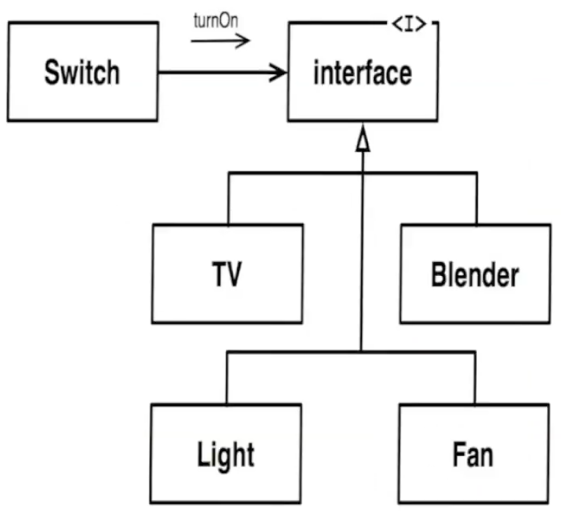 turnOn
<I>
Switch
interface
TV
Blender
Light
Fan